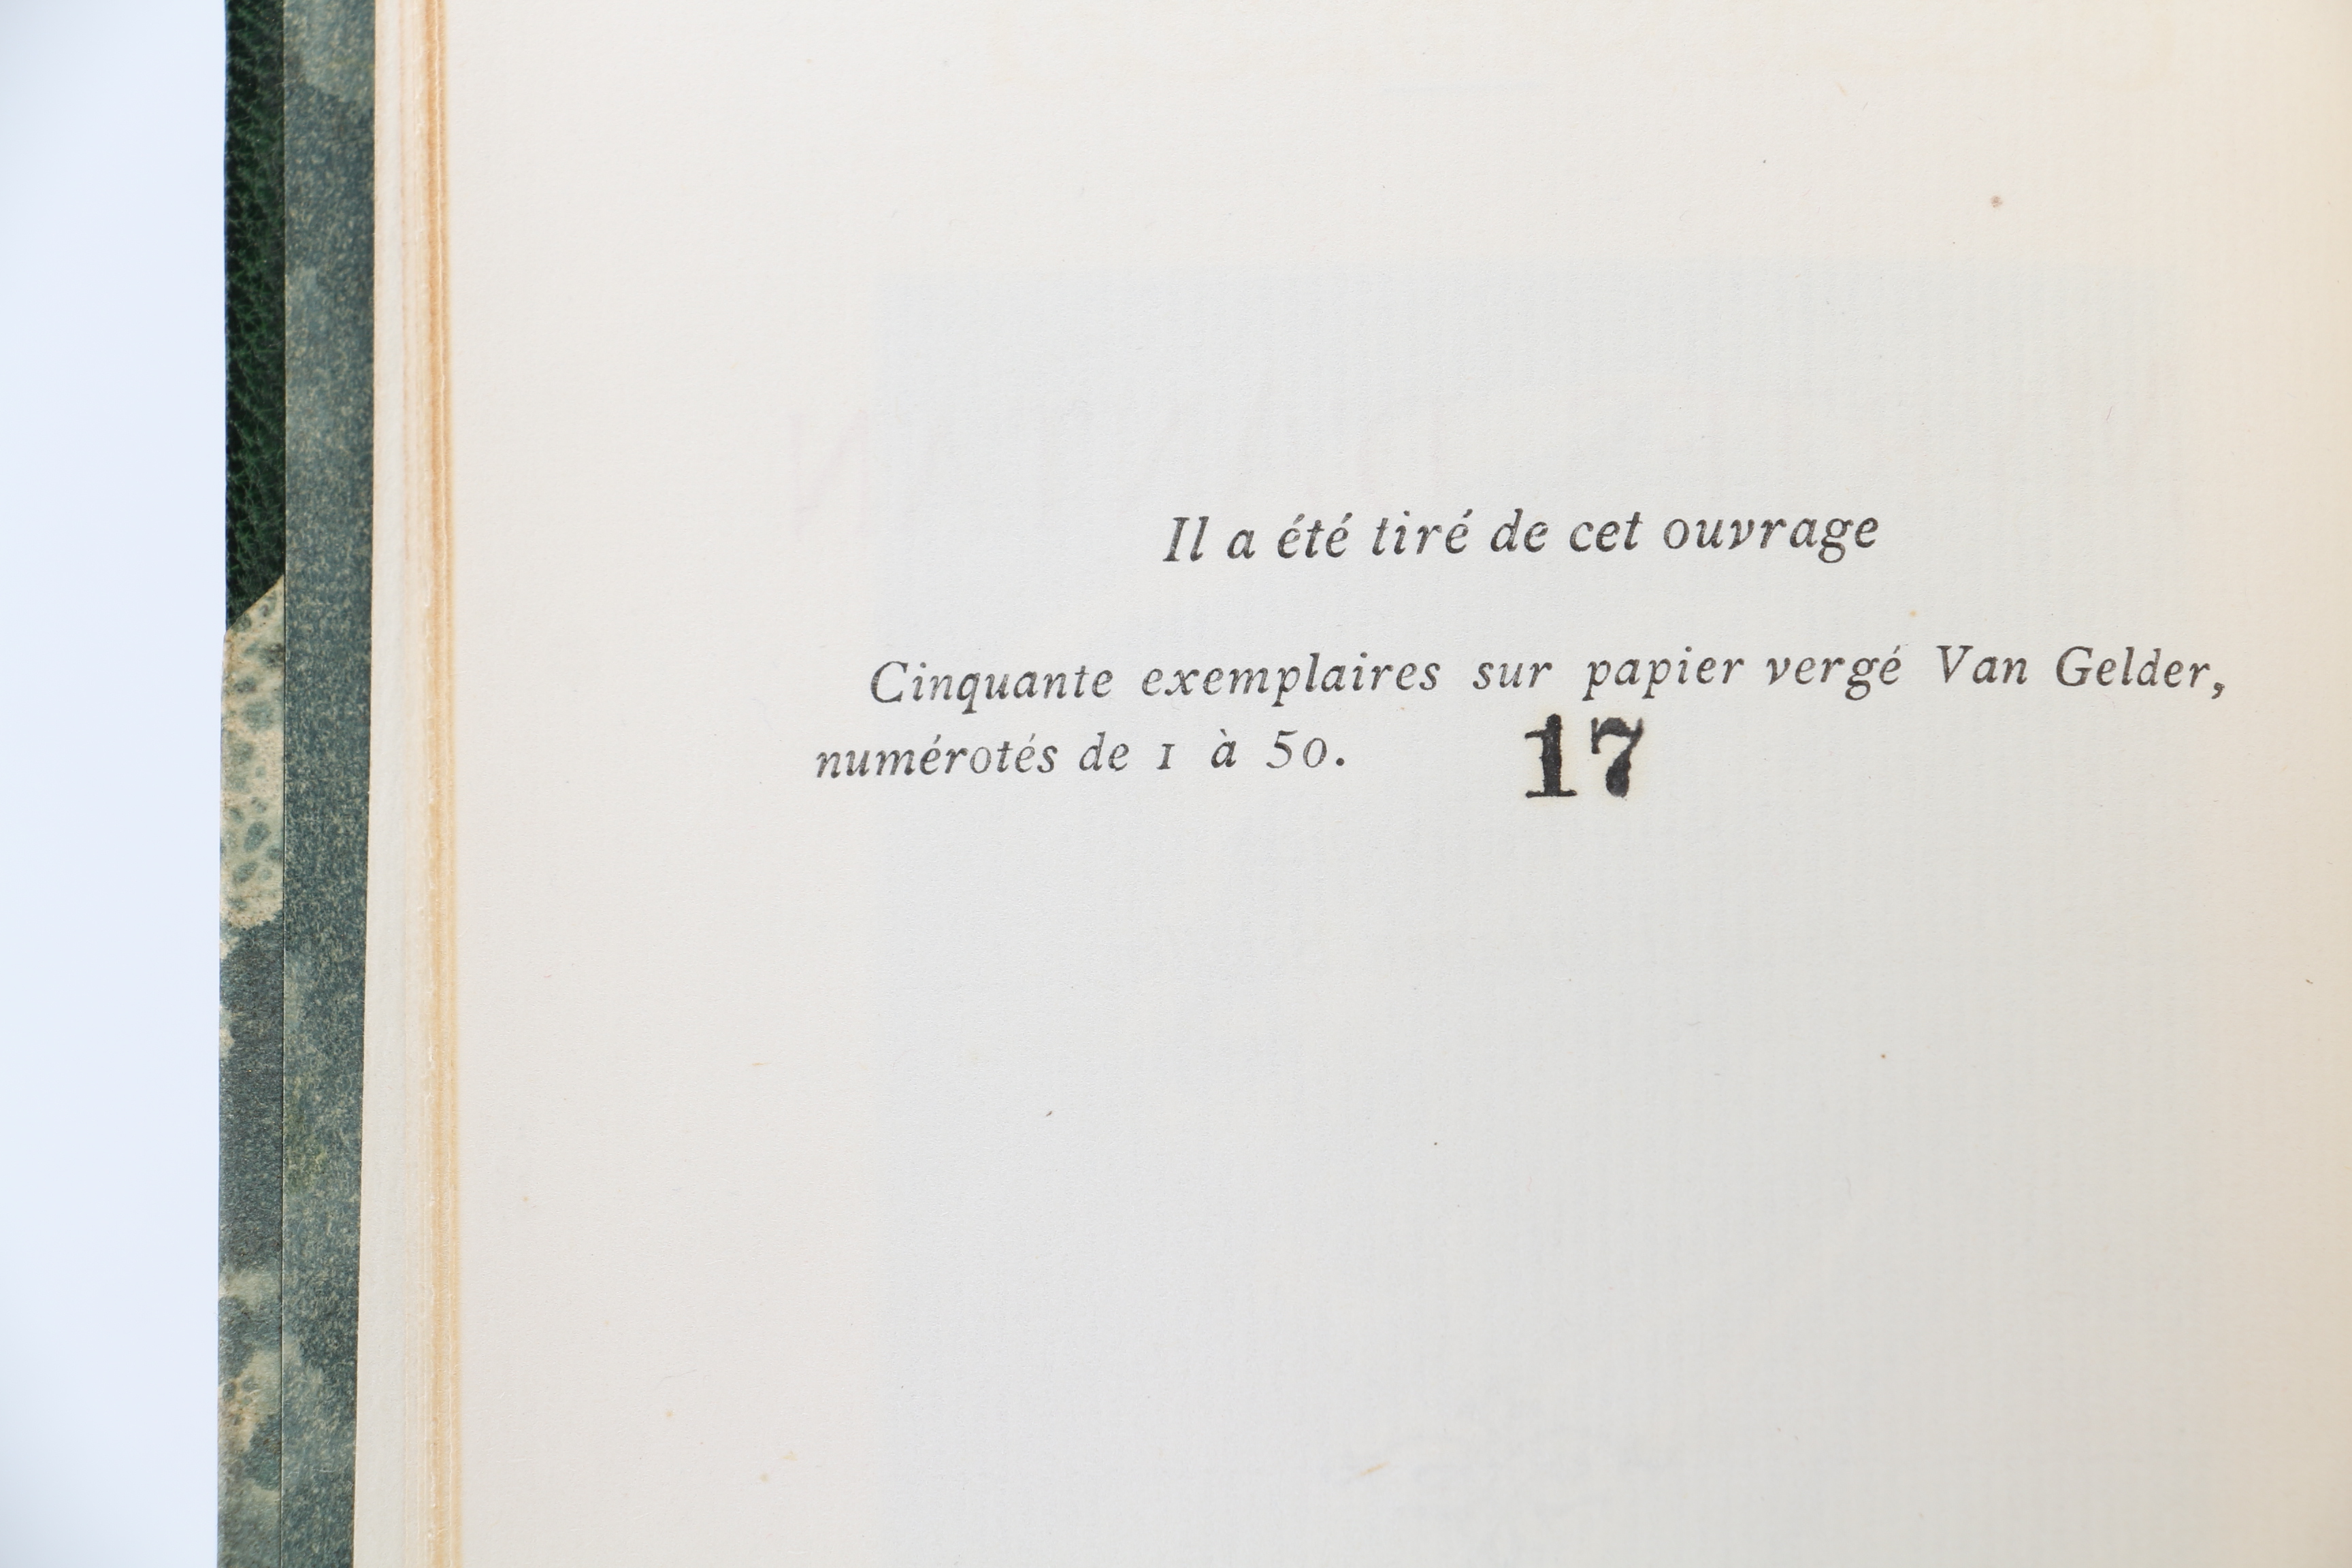 Il a été tiré de cet ouvrage
Cinquante exemplaires sur papier vergé Van Gelder,
numérotés de 1 à 50. 17